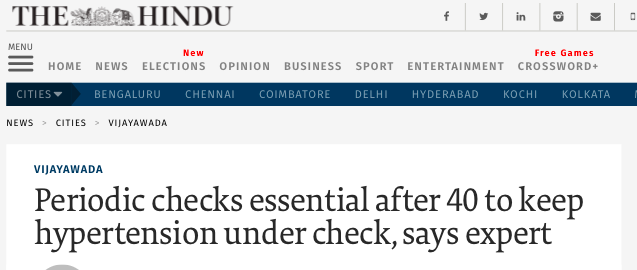 THE HINDU
MENU
New
Free Games
HOME NEWS ELECTIONS OPINION BUSINESS SPORT ENTERTAINMENT CROSSWORD+
CITIES BENGALURU CHENNAI COIMBATORE DELHI HYDERABAD KOCHI KOLKATA
NEWS > CITIES > VIJAYAWADA
VIJAYAWADA
Periodic checks essential after 40 to keep
hypertension under check, says expert